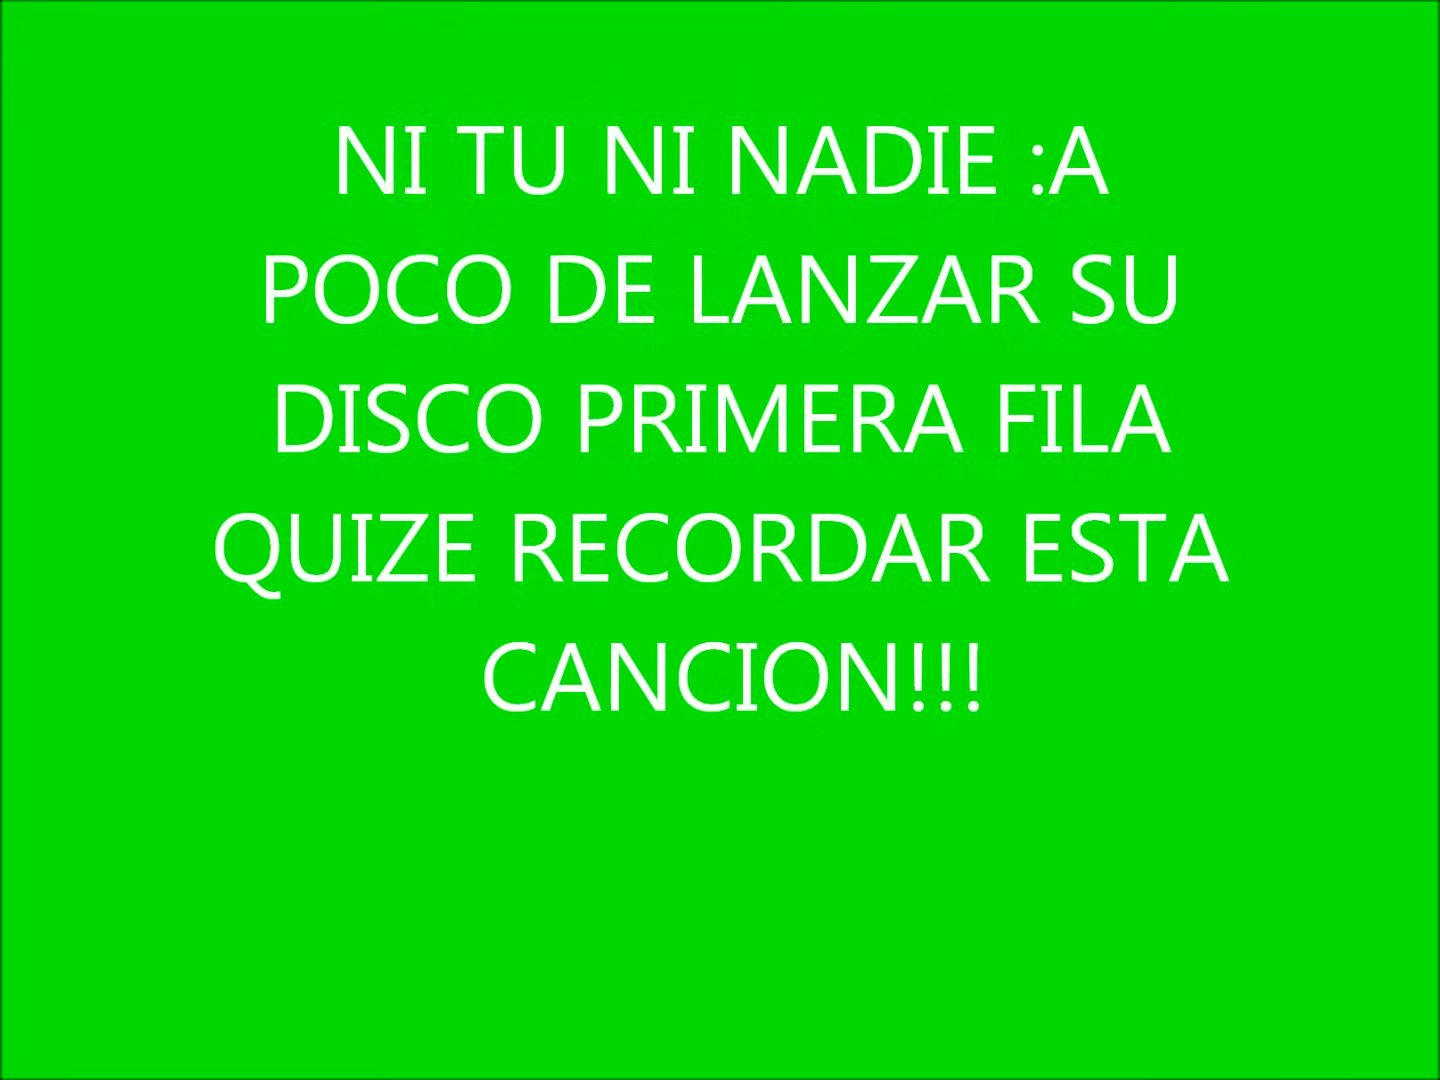 NI TU NI NADIE :A
POCO DE LANZAR SU
DISCO PRIMERA FILA
QUIZE RECORDAR ESTA
CANCION!!!